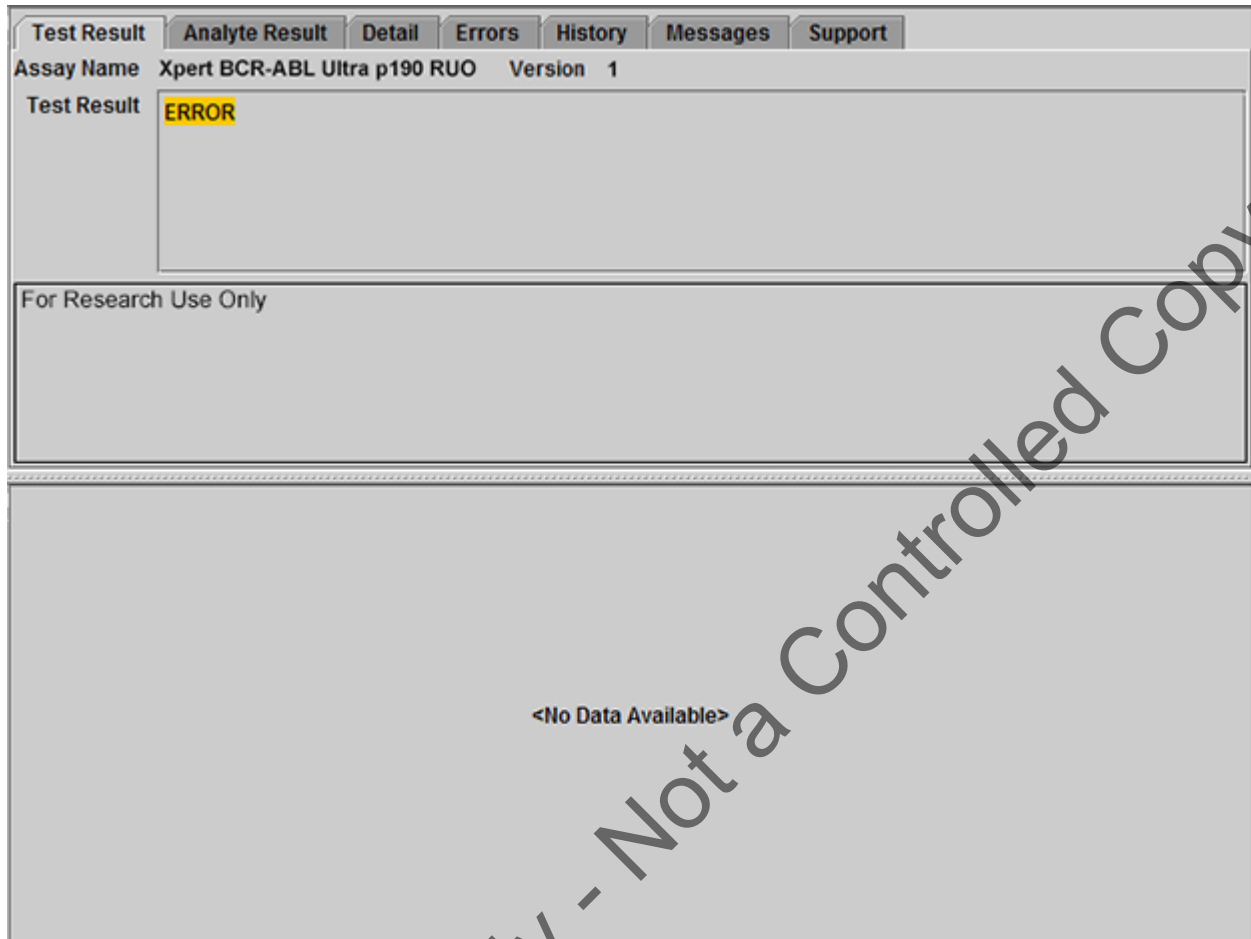 Test Result Analyte Result Detail Errors History Messages Support
Assay Name Xpert BCR-ABL Ultra p190 RUO Version 1
Test Result ERROR
For Research Use Only
<No Data Available>
- Not a Controlled Copy